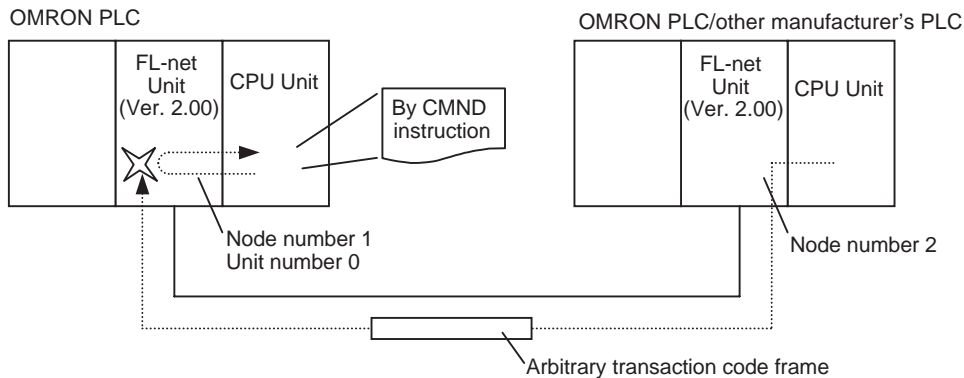 OMRON PLC
OMRON PLC/other manufacturer's PLC
FL-net
Unit
(Ver. 2.00)
CPU Unit
By CMND
instruction
FL-net
Unit
(Ver. 2.00)
CPU Unit
Node number 1
Unit number 0
Node number 2
Arbitrary transaction code frame